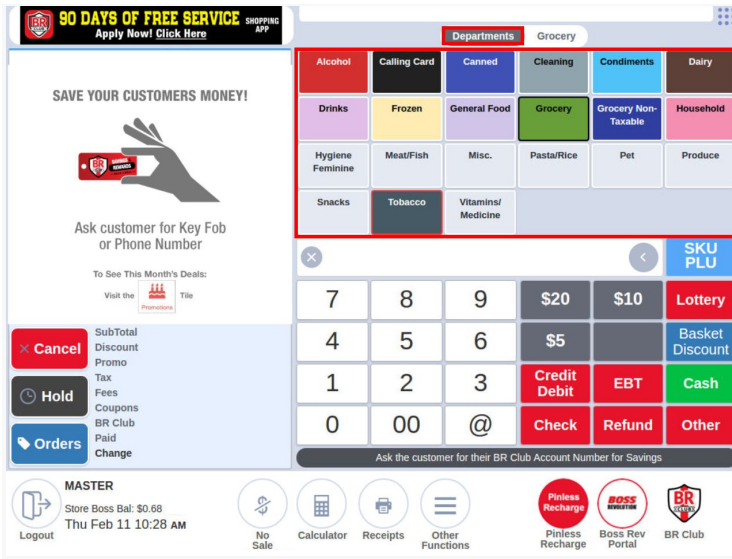 90 DAYS OF FREE SERVICE SHOPPING
APP
Apply Now! Click Here
Departments
Grocery
Alcohol
Calling Card
Canned
Cleaning
Condiments
Dairy
Drinks
Frozen
General Food
Grocery
Grocery Non-
Taxable
Household
Hygiene
Feminine
Meat/Fish
Misc.
Pasta/Rice
Pet
Produce
Snacks
Tobacco
Vitamins/
Medicine
SAVE YOUR CUSTOMERS MONEY!
BR
SAVINGS
REWARDS
Ask customer for Key Fob
or Phone Number
To See This Month's Deals:
Visit the
Promotions
Tile
SKU
PLU
7
8
9
$20
$10
Lottery
4
5
6
$5
Basket
Discount
1
2
3
Credit
Debit
EBT
Cash
0
00
@
Check
Refund
Other
Cancel
Hold
Orders
SubTotal
Discount
Promo
Tax
Fees
Coupons
BR Club
Paid
Change
Ask the customer for their BR Club Account Number for Savings
MASTER
Store Boss Bal: $0.68
Thu Feb 11 10:28 AM
Logout
No
Sale
Calculator
Receipts
Other
Functions
Pinless
Recharge
Pinless
Recharge
BOSS
REVOLUTION
Boss Rev
Portal
BR
CLUB
BR Club